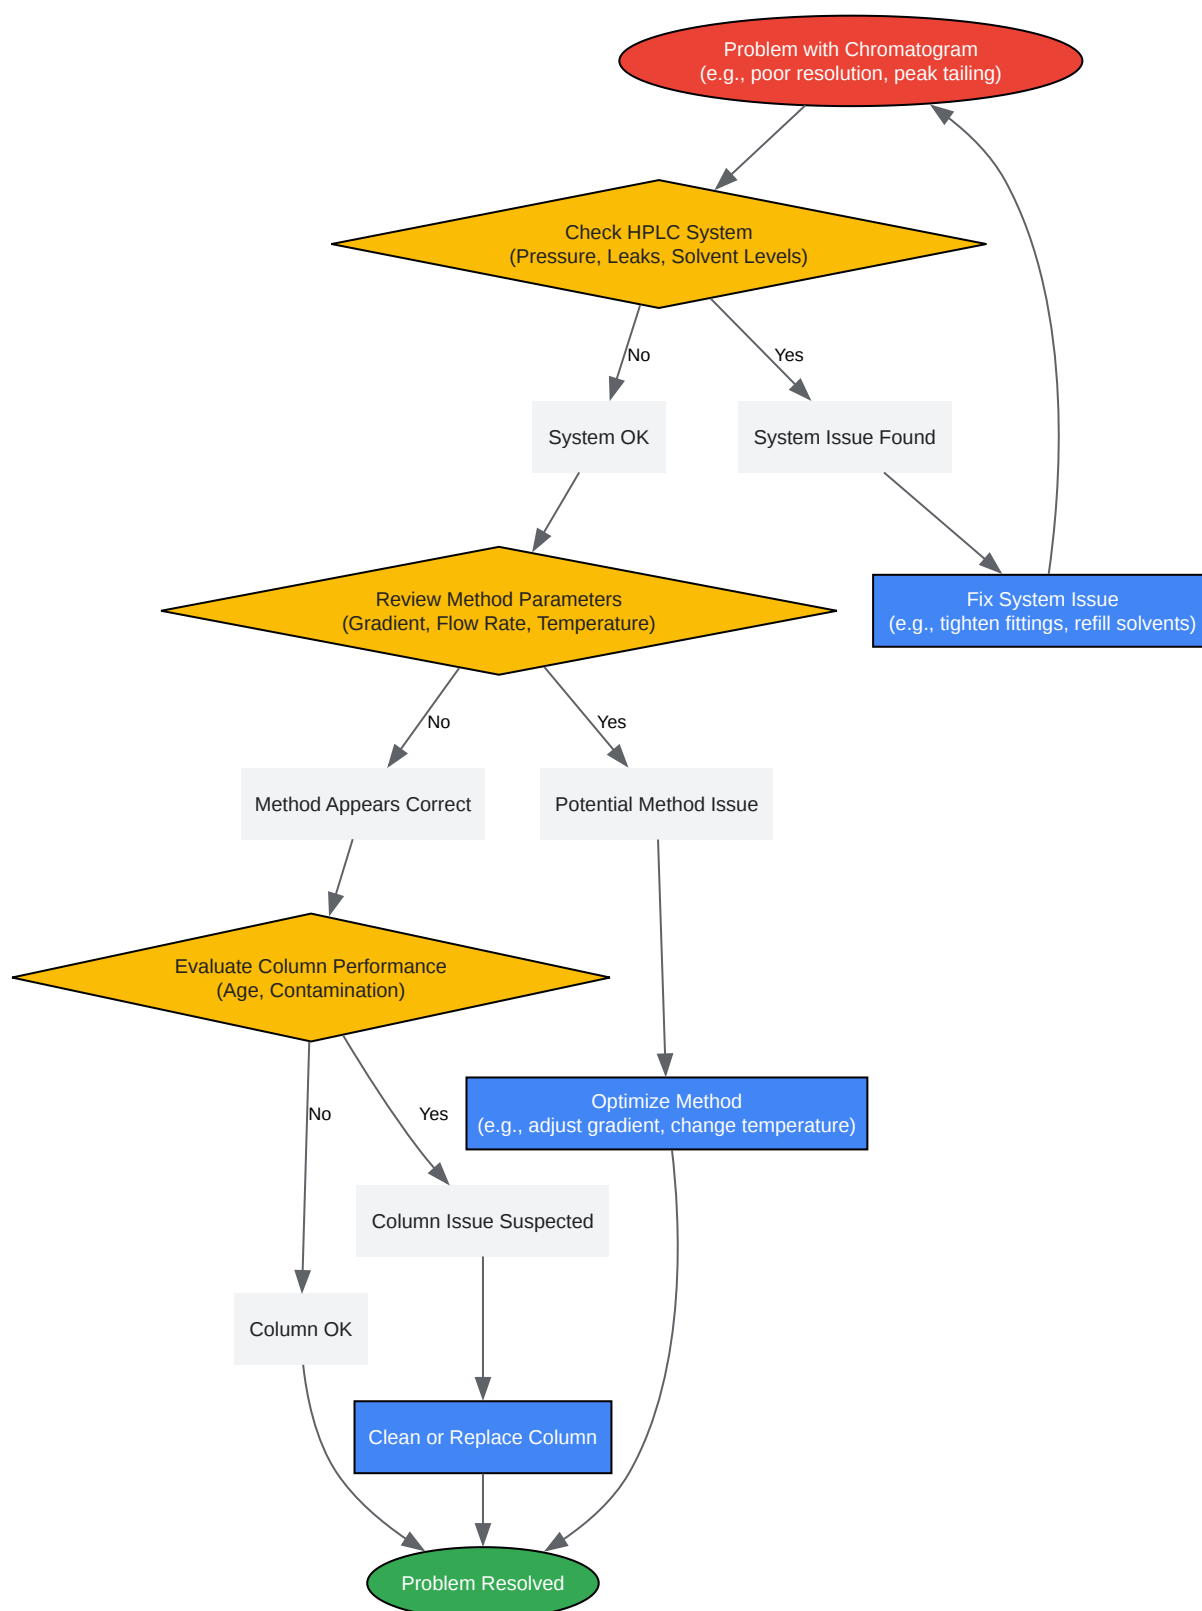 Problem with Chromatogram
(e.g., poor resolution, peak tailing)
Check HPLC System
(Pressure, Leaks, Solvent Levels)
No
Yes
System OK
System Issue Found
Review Method Parameters
(Gradient, Flow Rate, Temperature)
Fix System Issue
(e.g., tighten fittings, refill solvents)
No
Yes
Method Appears Correct
Potential Method Issue
Evaluate Column Performance
(Age, Contamination)
No
Yes
Optimize Method
(e.g., adjust gradient, change temperature)
Column Issue Suspected
Column OK
Clean or Replace Column
Problem Resolved